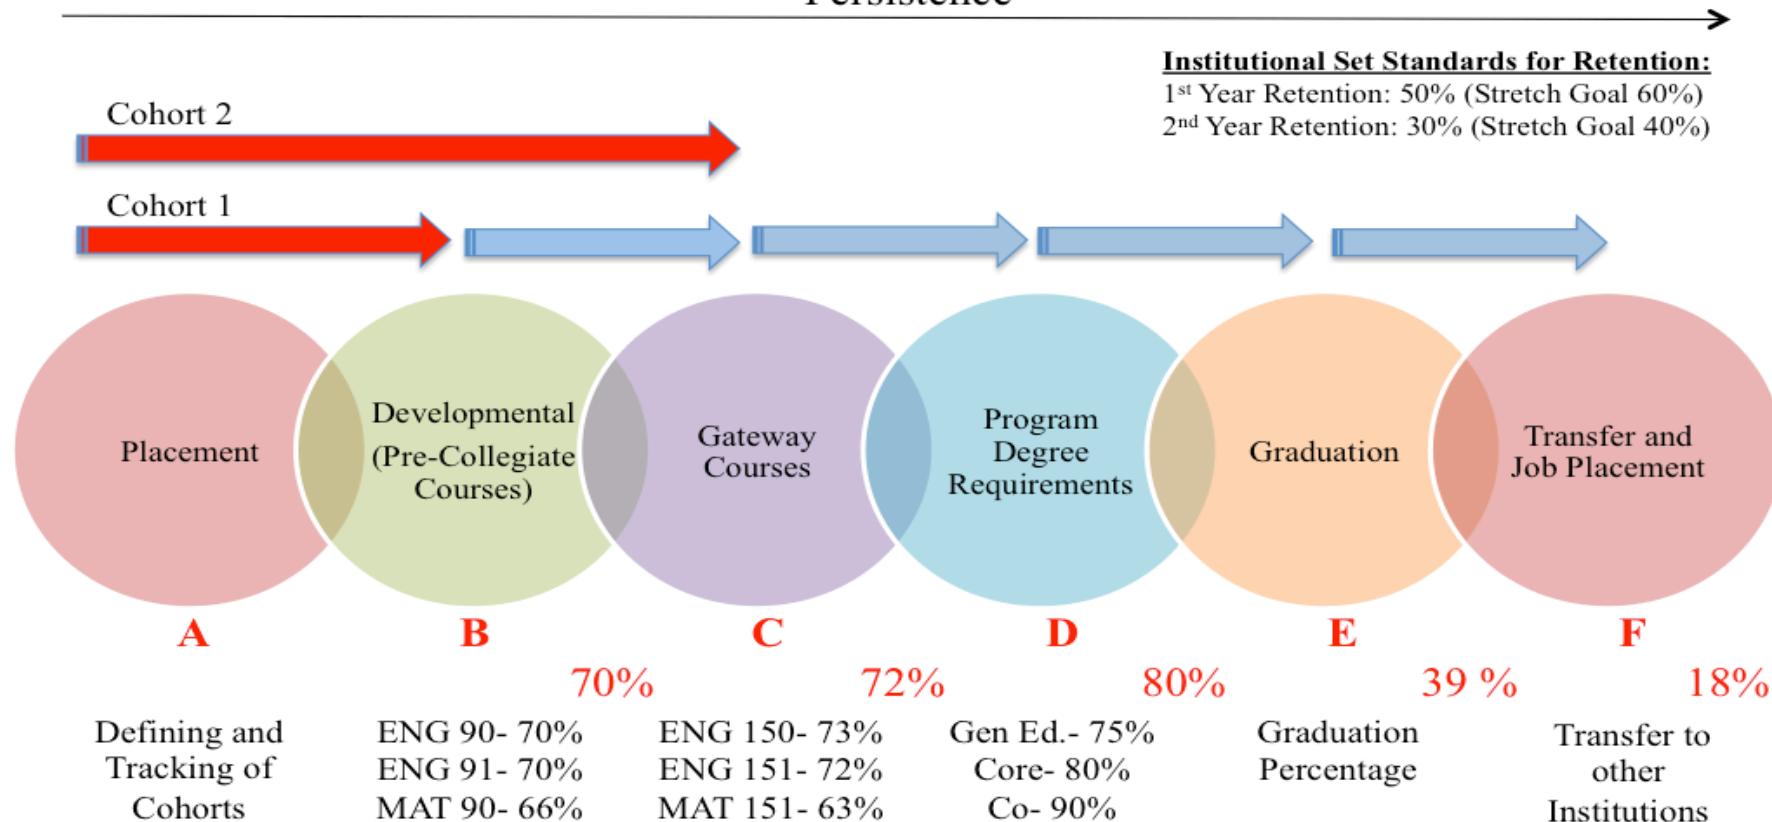 Persistence
Institutional Set Standards for Retention:
1st Year Retention: 50% (Stretch Goal 60%)
2nd Year Retention: 30% (Stretch Goal 40%)
Cohort 2
Cohort 1
Placement
Developmental
(Pre-Collegiate
Courses)
Gateway
Courses
Program
Degree
Requirements
Graduation
Transfer and
Job Placement
A
B
C
D
E
F
70%
72%
80%
39 %
18%
Defining and
Tracking of
Cohorts
ENG 90- 70%
ENG 91- 70%
MAT 90- 66%
ENG 150- 73%
ENG 151- 72%
MAT 151- 63%
Gen Ed.- 75%
Core- 80%
Co- 90%
Graduation
Percentage
Transfer to
other
Institutions